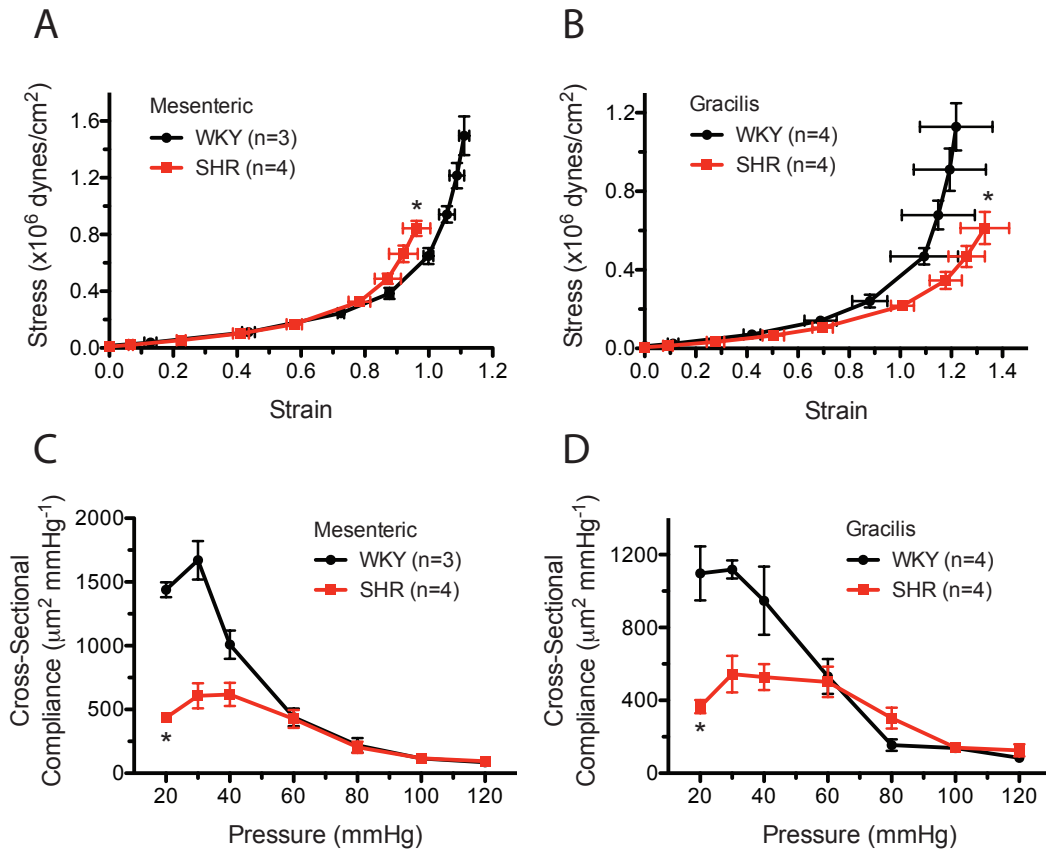 A
Stress (x10⁶ dynes/cm²)
1.6
1.2
0.8
0.4
0.0
Mesenteric
WKY (n=3)
SHR (n=4)
*
0.0 0.2 0.4 0.6 0.8 1.0 1.2
Strain
B
Stress (x10⁶ dynes/cm²)
1.2
0.8
0.4
0.0
Gracilis
WKY (n=4)
SHR (n=4)
*
0.0 0.2 0.4 0.6 0.8 1.0 1.2 1.4
Strain
C
Cross-Sectional
Compliance (µm² mmHg⁻¹)
2000
1500
1000
500
0
Mesenteric
WKY (n=3)
SHR (n=4)
*
20 40 60 80 100 120
Pressure (mmHg)
D
Cross-Sectional
Compliance (µm² mmHg⁻¹)
1200
800
400
0
Gracilis
WKY (n=4)
SHR (n=4)
*
20 40 60 80 100 120
Pressure (mmHg)